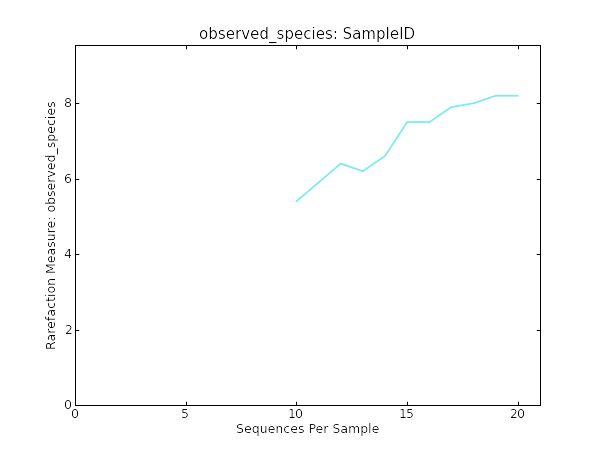 observed_species: SampleID
Rarefaction Measure: observed_species
8
6
4
2
0
0 5 10 15 20
Sequences Per Sample